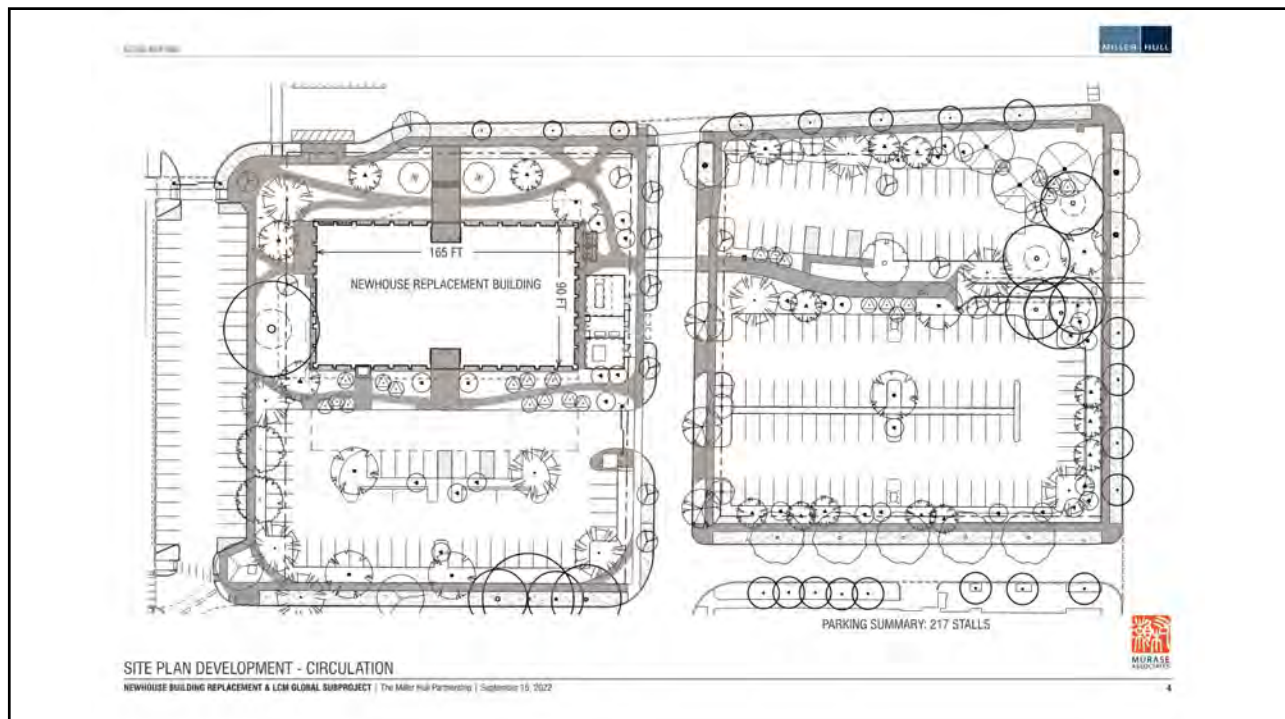 MILLER HULL
165 FT
NEWHOUSE REPLACEMENT BUILDING
90 FT
PARKING SUMMARY: 217 STALLS
MURASE
ASSOCIATES
SITE PLAN DEVELOPMENT - CIRCULATION
NEWHOUSE BUILDING REPLACEMENT & LCM GLOBAL SUBPROJECT | The Miller Hull Partnership | September 15, 2022
4